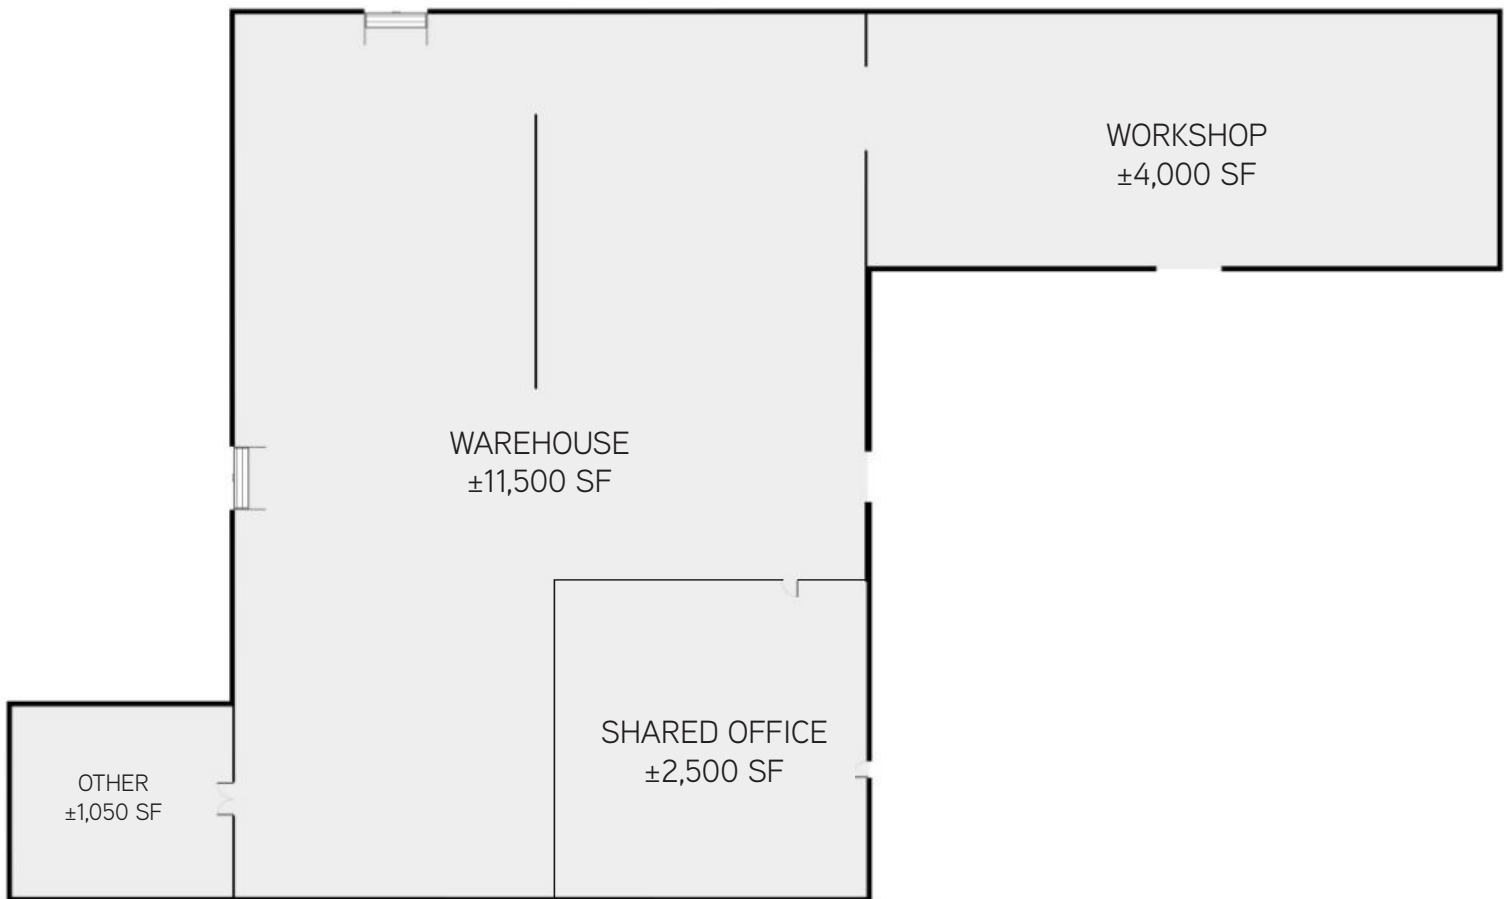 WORKSHOP
±4,000 SF
WAREHOUSE
±11,500 SF
SHARED OFFICE
±2,500 SF
OTHER
±1,050 SF